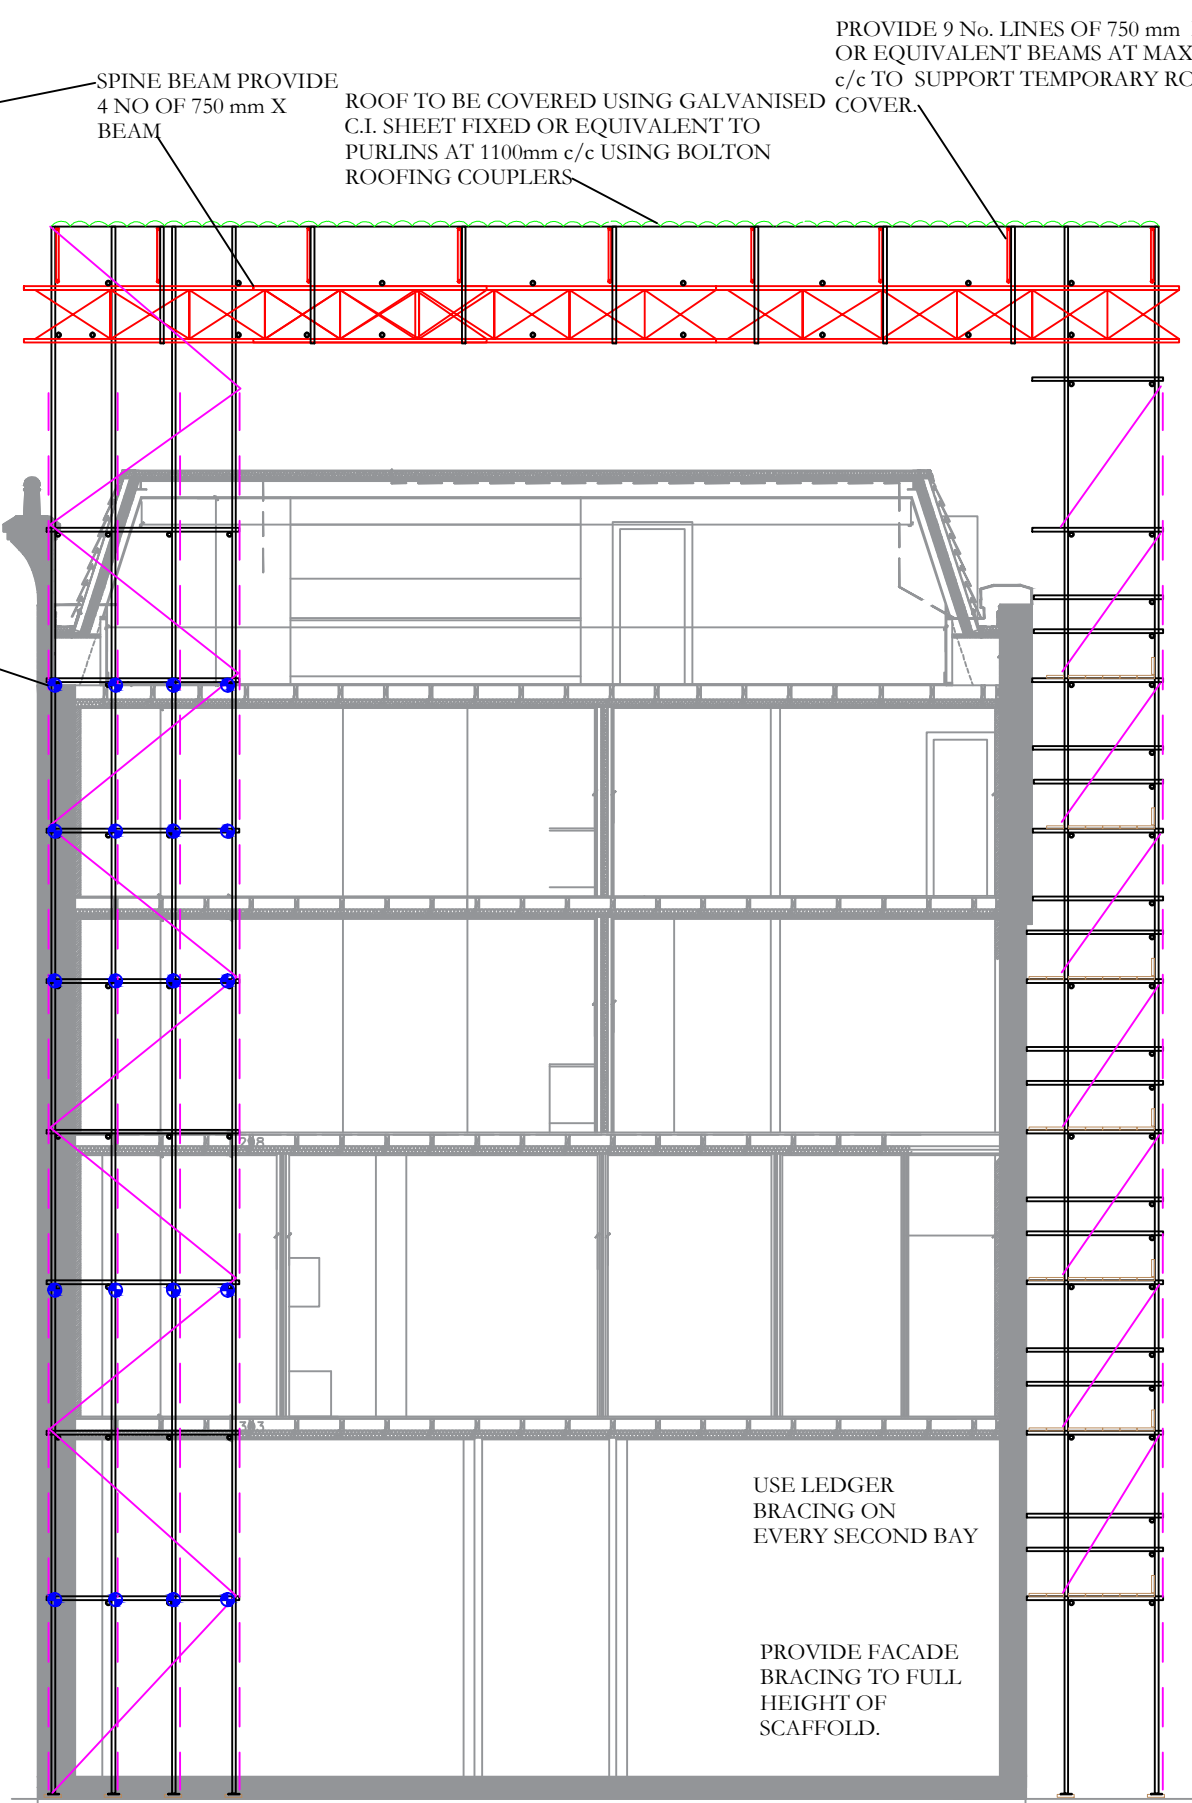 PROVIDE 9 No. LINES OF 750 mm
OR EQUIVALENT BEAMS AT MAX
c/c TO SUPPORT TEMPORARY RO
COVER.
SPINE BEAM PROVIDE
4 NO OF 750 mm X
BEAM
ROOF TO BE COVERED USING GALVANISED
C.I. SHEET FIXED OR EQUIVALENT TO
PURLINS AT 1100mm c/c USING BOLTON
ROOFING COUPLERS
USE LEDGER
BRACING ON
EVERY SECOND BAY
PROVIDE FACADE
BRACING TO FULL
HEIGHT OF
SCAFFOLD.